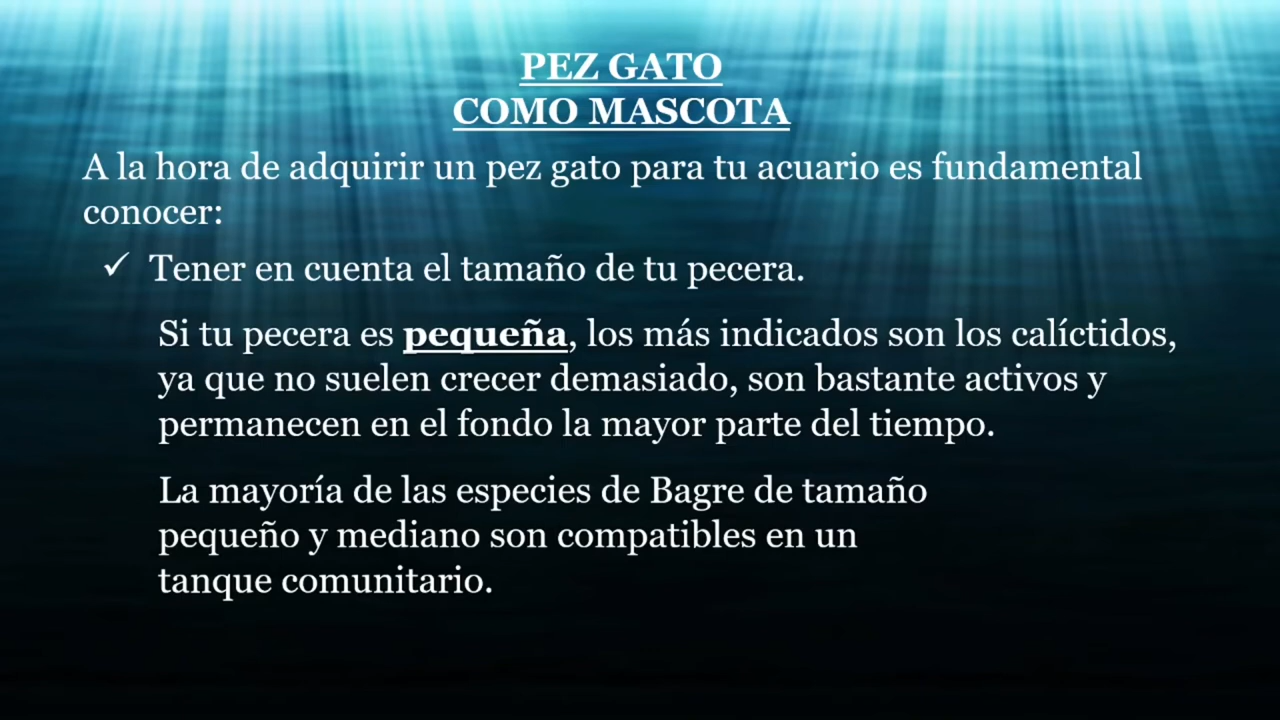 PEZ GATO
COMO MASCOTA
A la hora de adquirir un pez gato para tu acuario es fundamental
conocer:
✓ Tener en cuenta el tamaño de tu pecera.
Si tu pecera es pequeña, los más indicados son los calíctidos,
ya que no suelen crecer demasiado, son bastante activos y
permanecen en el fondo la mayor parte del tiempo.
La mayoría de las especies de Bagre de tamaño
pequeño y mediano son compatibles en un
tanque comunitario.